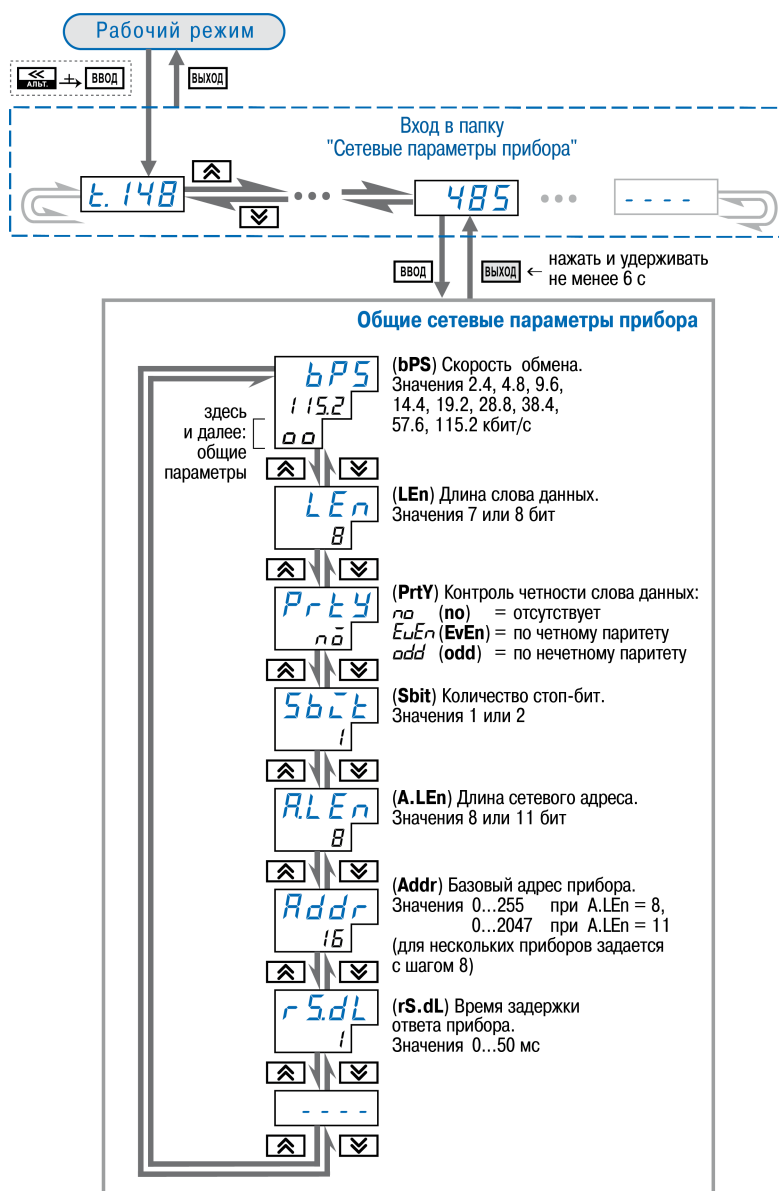 Рабочий режим
<<
АЛЬТ.
ВВОД
ВЫХОД
Вход в папку
"Сетевые параметры прибора"
t.148
485
- - - -
ВВОД
ВЫХОД
← нажать и удерживать
не менее 6 с
Общие сетевые параметры прибора
bPS
115.2
oo
здесь
и далее:
общие
параметры
(bPS) Скорость обмена.
Значения 2.4, 4.8, 9.6,
14.4, 19.2, 28.8, 38.4,
57.6, 115.2 кбит/с
LEn
8
(LEn) Длина слова данных.
Значения 7 или 8 бит
PrtY
no
(PrtY) Контроль четности слова данных:
no (no) = отсутствует
EvEn (EvEn) = по четному паритету
odd (odd) = по нечетному паритету
Sbit
1
(Sbit) Количество стоп-бит.
Значения 1 или 2
A.LEn
8
(A.LEn) Длина сетевого адреса.
Значения 8 или 11 бит
Addr
16
(Addr) Базовый адрес прибора.
Значения 0...255 при A.LEn = 8,
0...2047 при A.LEn = 11
(для нескольких приборов задается
с шагом 8)
rS.dL
1
(rS.dL) Время задержки
ответа прибора.
Значения 0...50 мс
- - - -